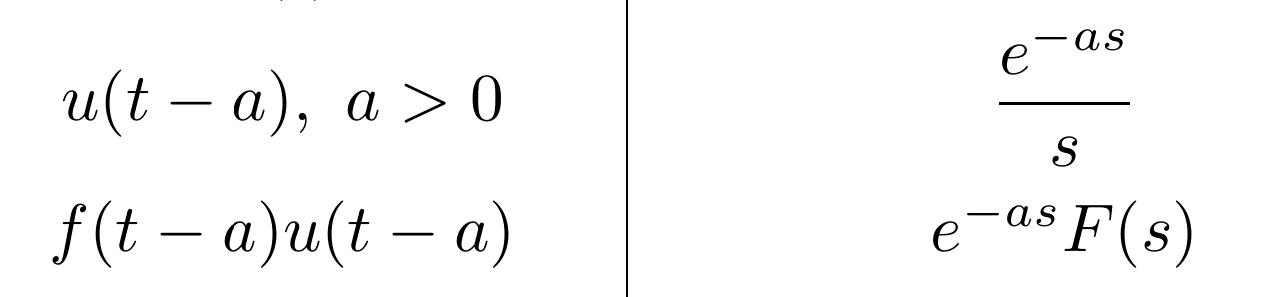 u(t − a), a > 0
e^{−as}/s
f(t − a)u(t − a)
e^{−as}F(s)